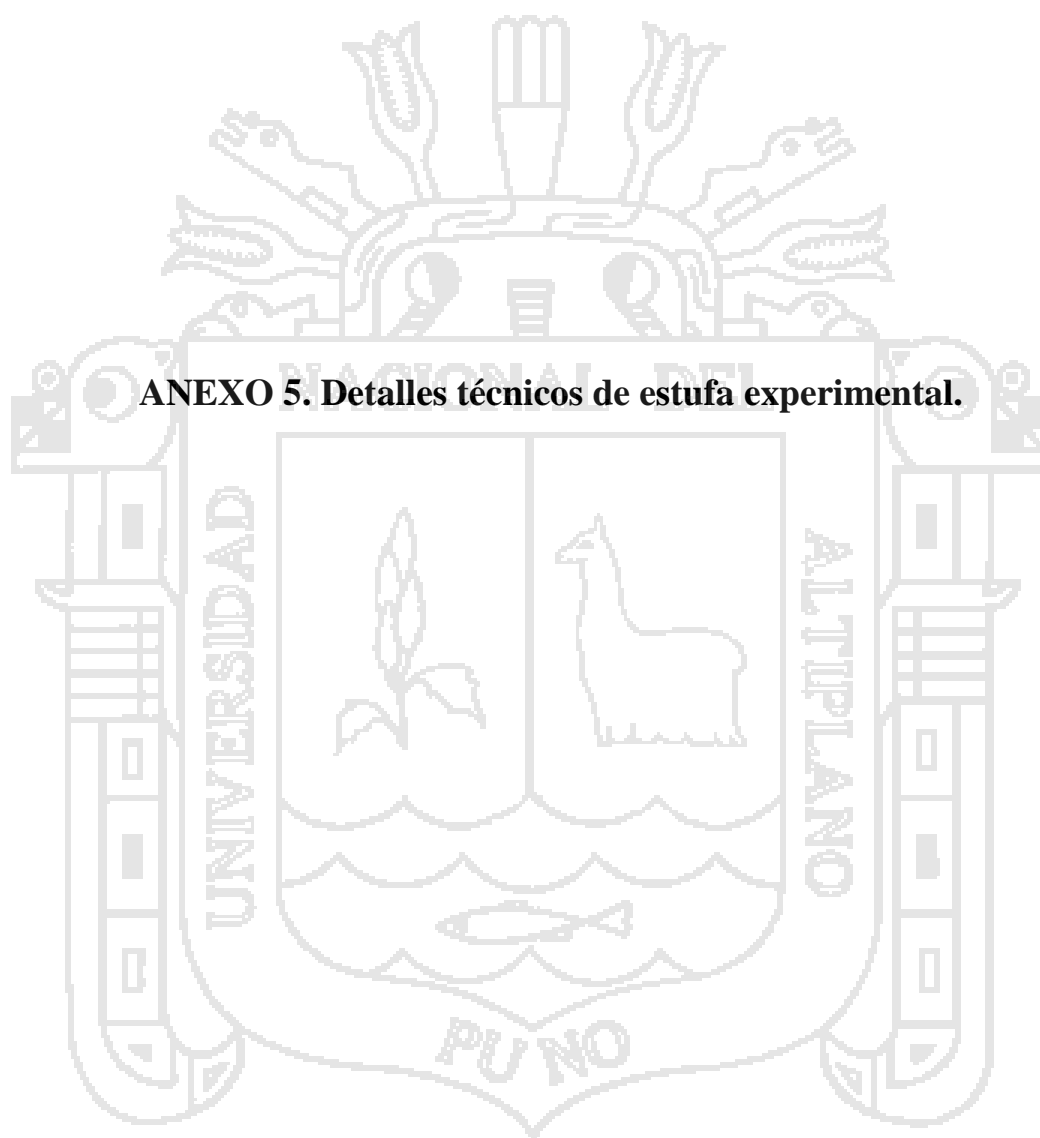 NACIONAL DEL
ANEXO 5. Detalles técnicos de estufa experimental.
UNIVERSIDAD
ALTIPLANO
PUNO